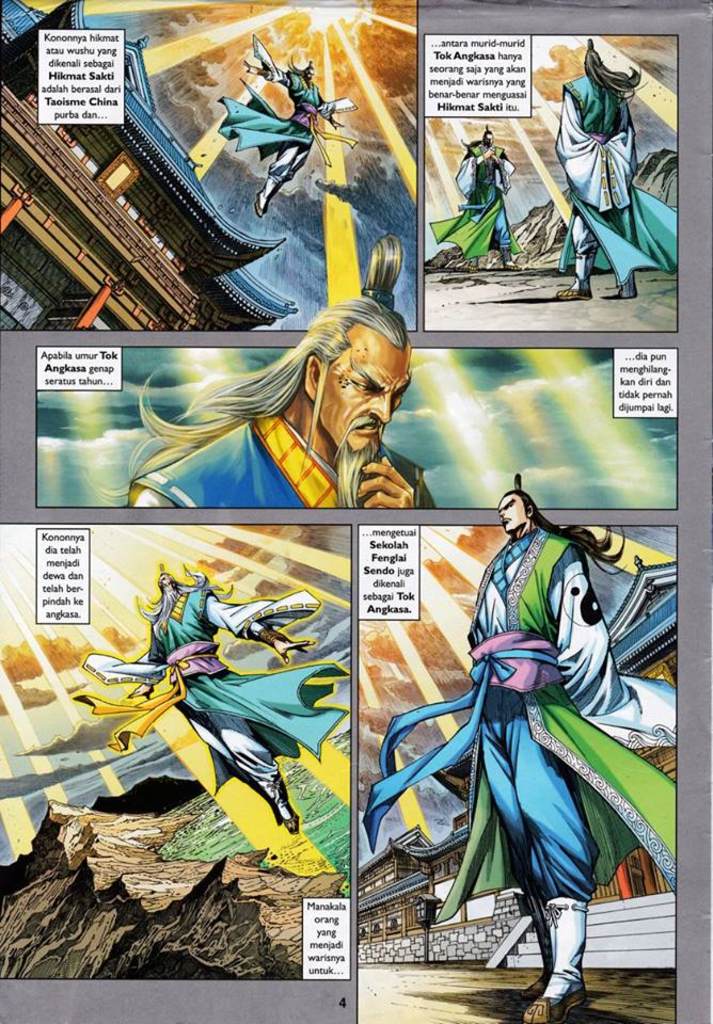 Kononnya hikmat
atau wushu yang
dikenali sebagai
Hikmat Sakti
adalah berasal dari
Taoisme China
purba dan...
...antara murid-murid
Tok Angkasa hanya
seorang saja yang akan
menjadi warisnya yang
benar-benar menguasai
Hikmat Sakti itu.
Apabila umur Tok
Angkasa genap
seratus tahun...
...dia pun
menghilang-
kan diri dan
tidak pernah
dijumpai lagi.
Kononnya
dia telah
menjadi
dewa dan
telah ber-
pindah ke
angkasa.
Manakala
orang
yang
menjadi
warisnya
untuk...
...mengetuai
Sekolah
Fenglai
Sendo juga
dikenali
sebagai Tok
Angkasa.
4